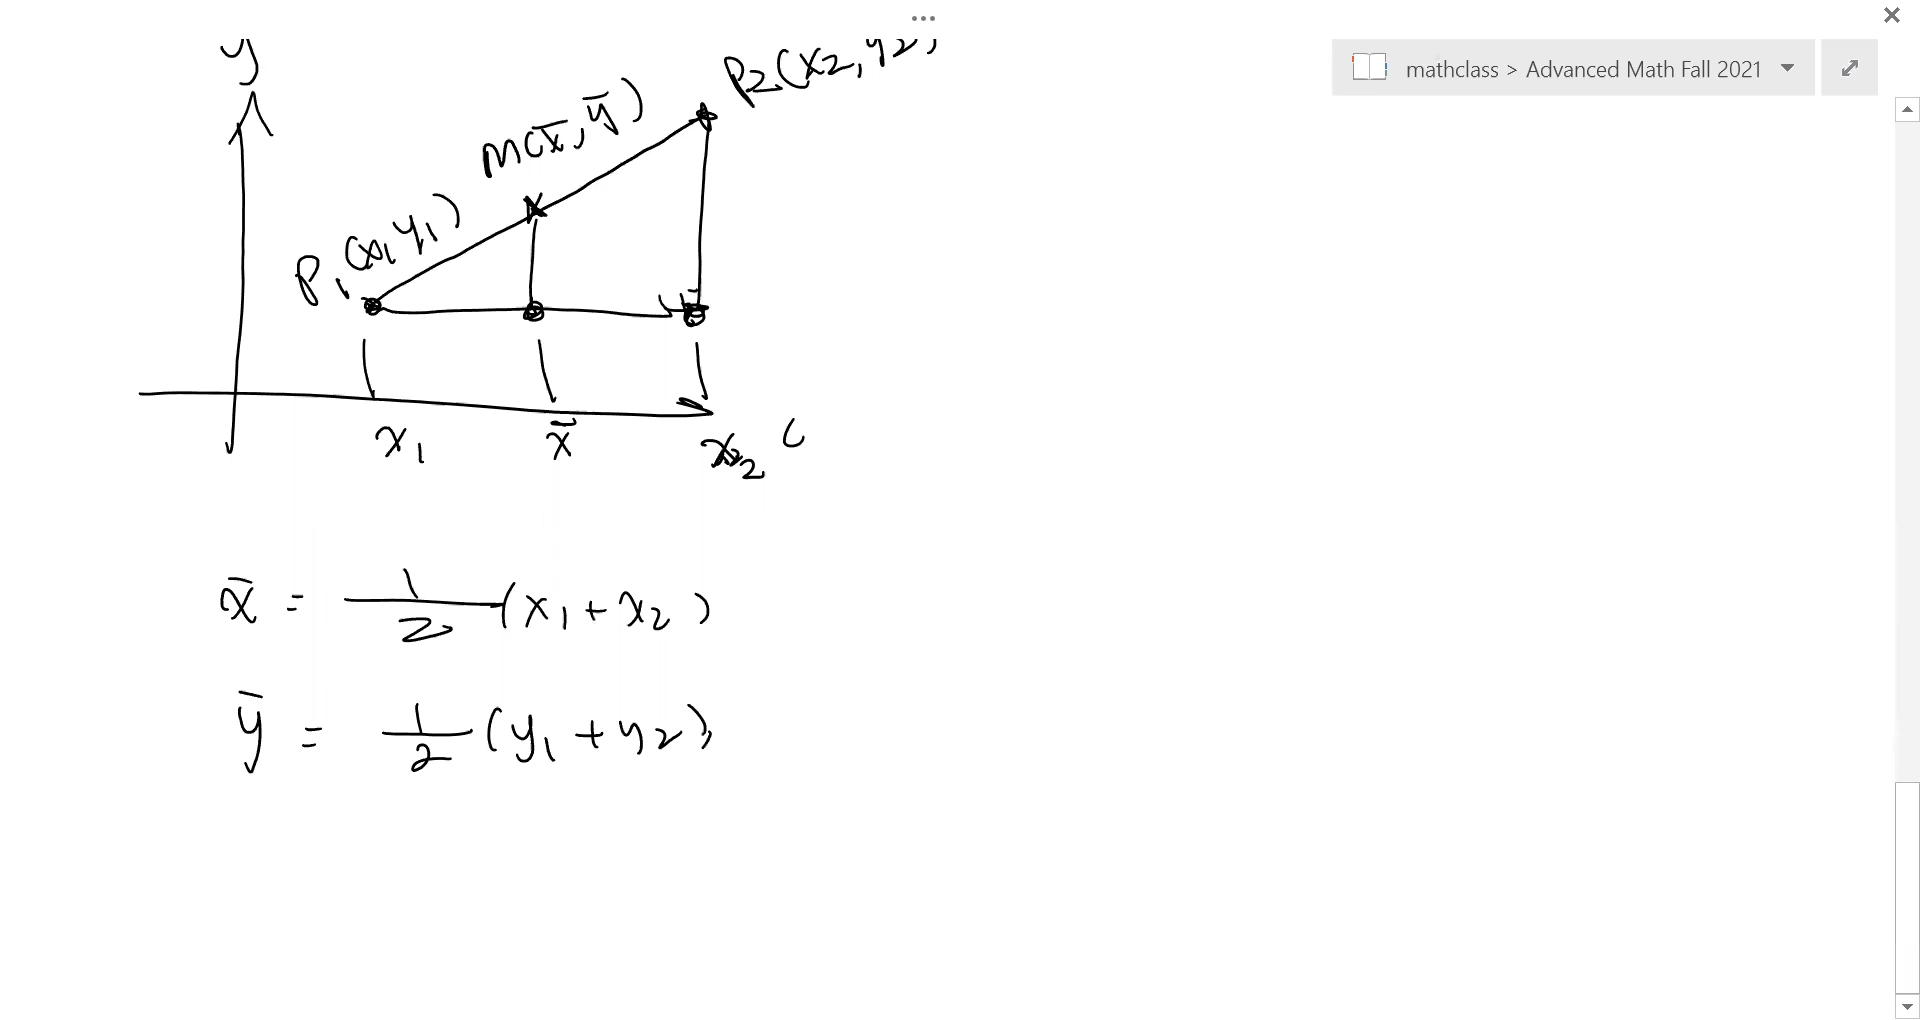 mathclass > Advanced Math Fall 2021
y
P2(x2, y2)
M(x̄, ȳ)
P1(x1 y1)
x1 x̄ x2
x̄ = 1/2 (x1 + x2)
ȳ = 1/2 (y1 + y2)